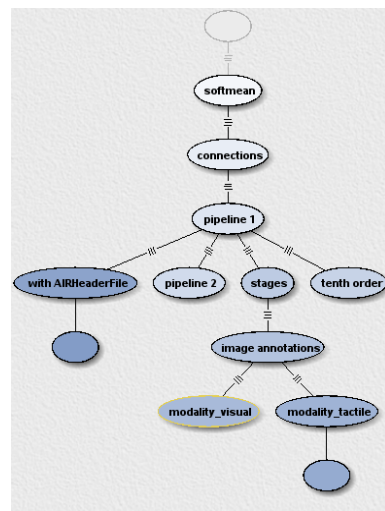 softmean
connections
pipeline 1
with AIRHeaderFile
pipeline 2
stages
tenth order
image annotations
modality_visual
modality_tactile